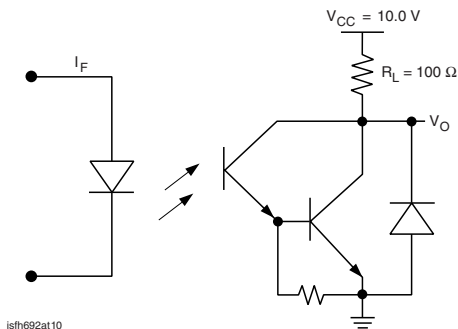 V_CC = 10.0 V
I_F
R_L = 100 Ω
V_O
isfh692at10